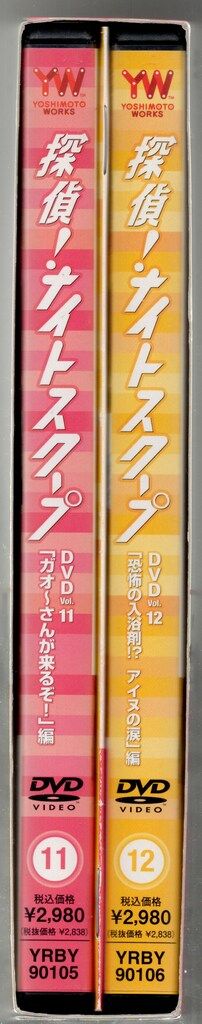 YW
YOSHIMOTO
WORKS
探偵!ナイトスクープ
DVD Vol.11
『ガオ~さんが来るぞ!』編
DVD
VIDEO
11
税込価格
¥2,980
(税抜価格 ¥2,838)
YRBY
90105
YW
YOSHIMOTO
WORKS
探偵!ナイトスクープ
DVD Vol.12
『恐怖の入浴剤!? アイヌの涙』編
DVD
VIDEO
12
税込価格
¥2,980
(税抜価格 ¥2,838)
YRBY
90106